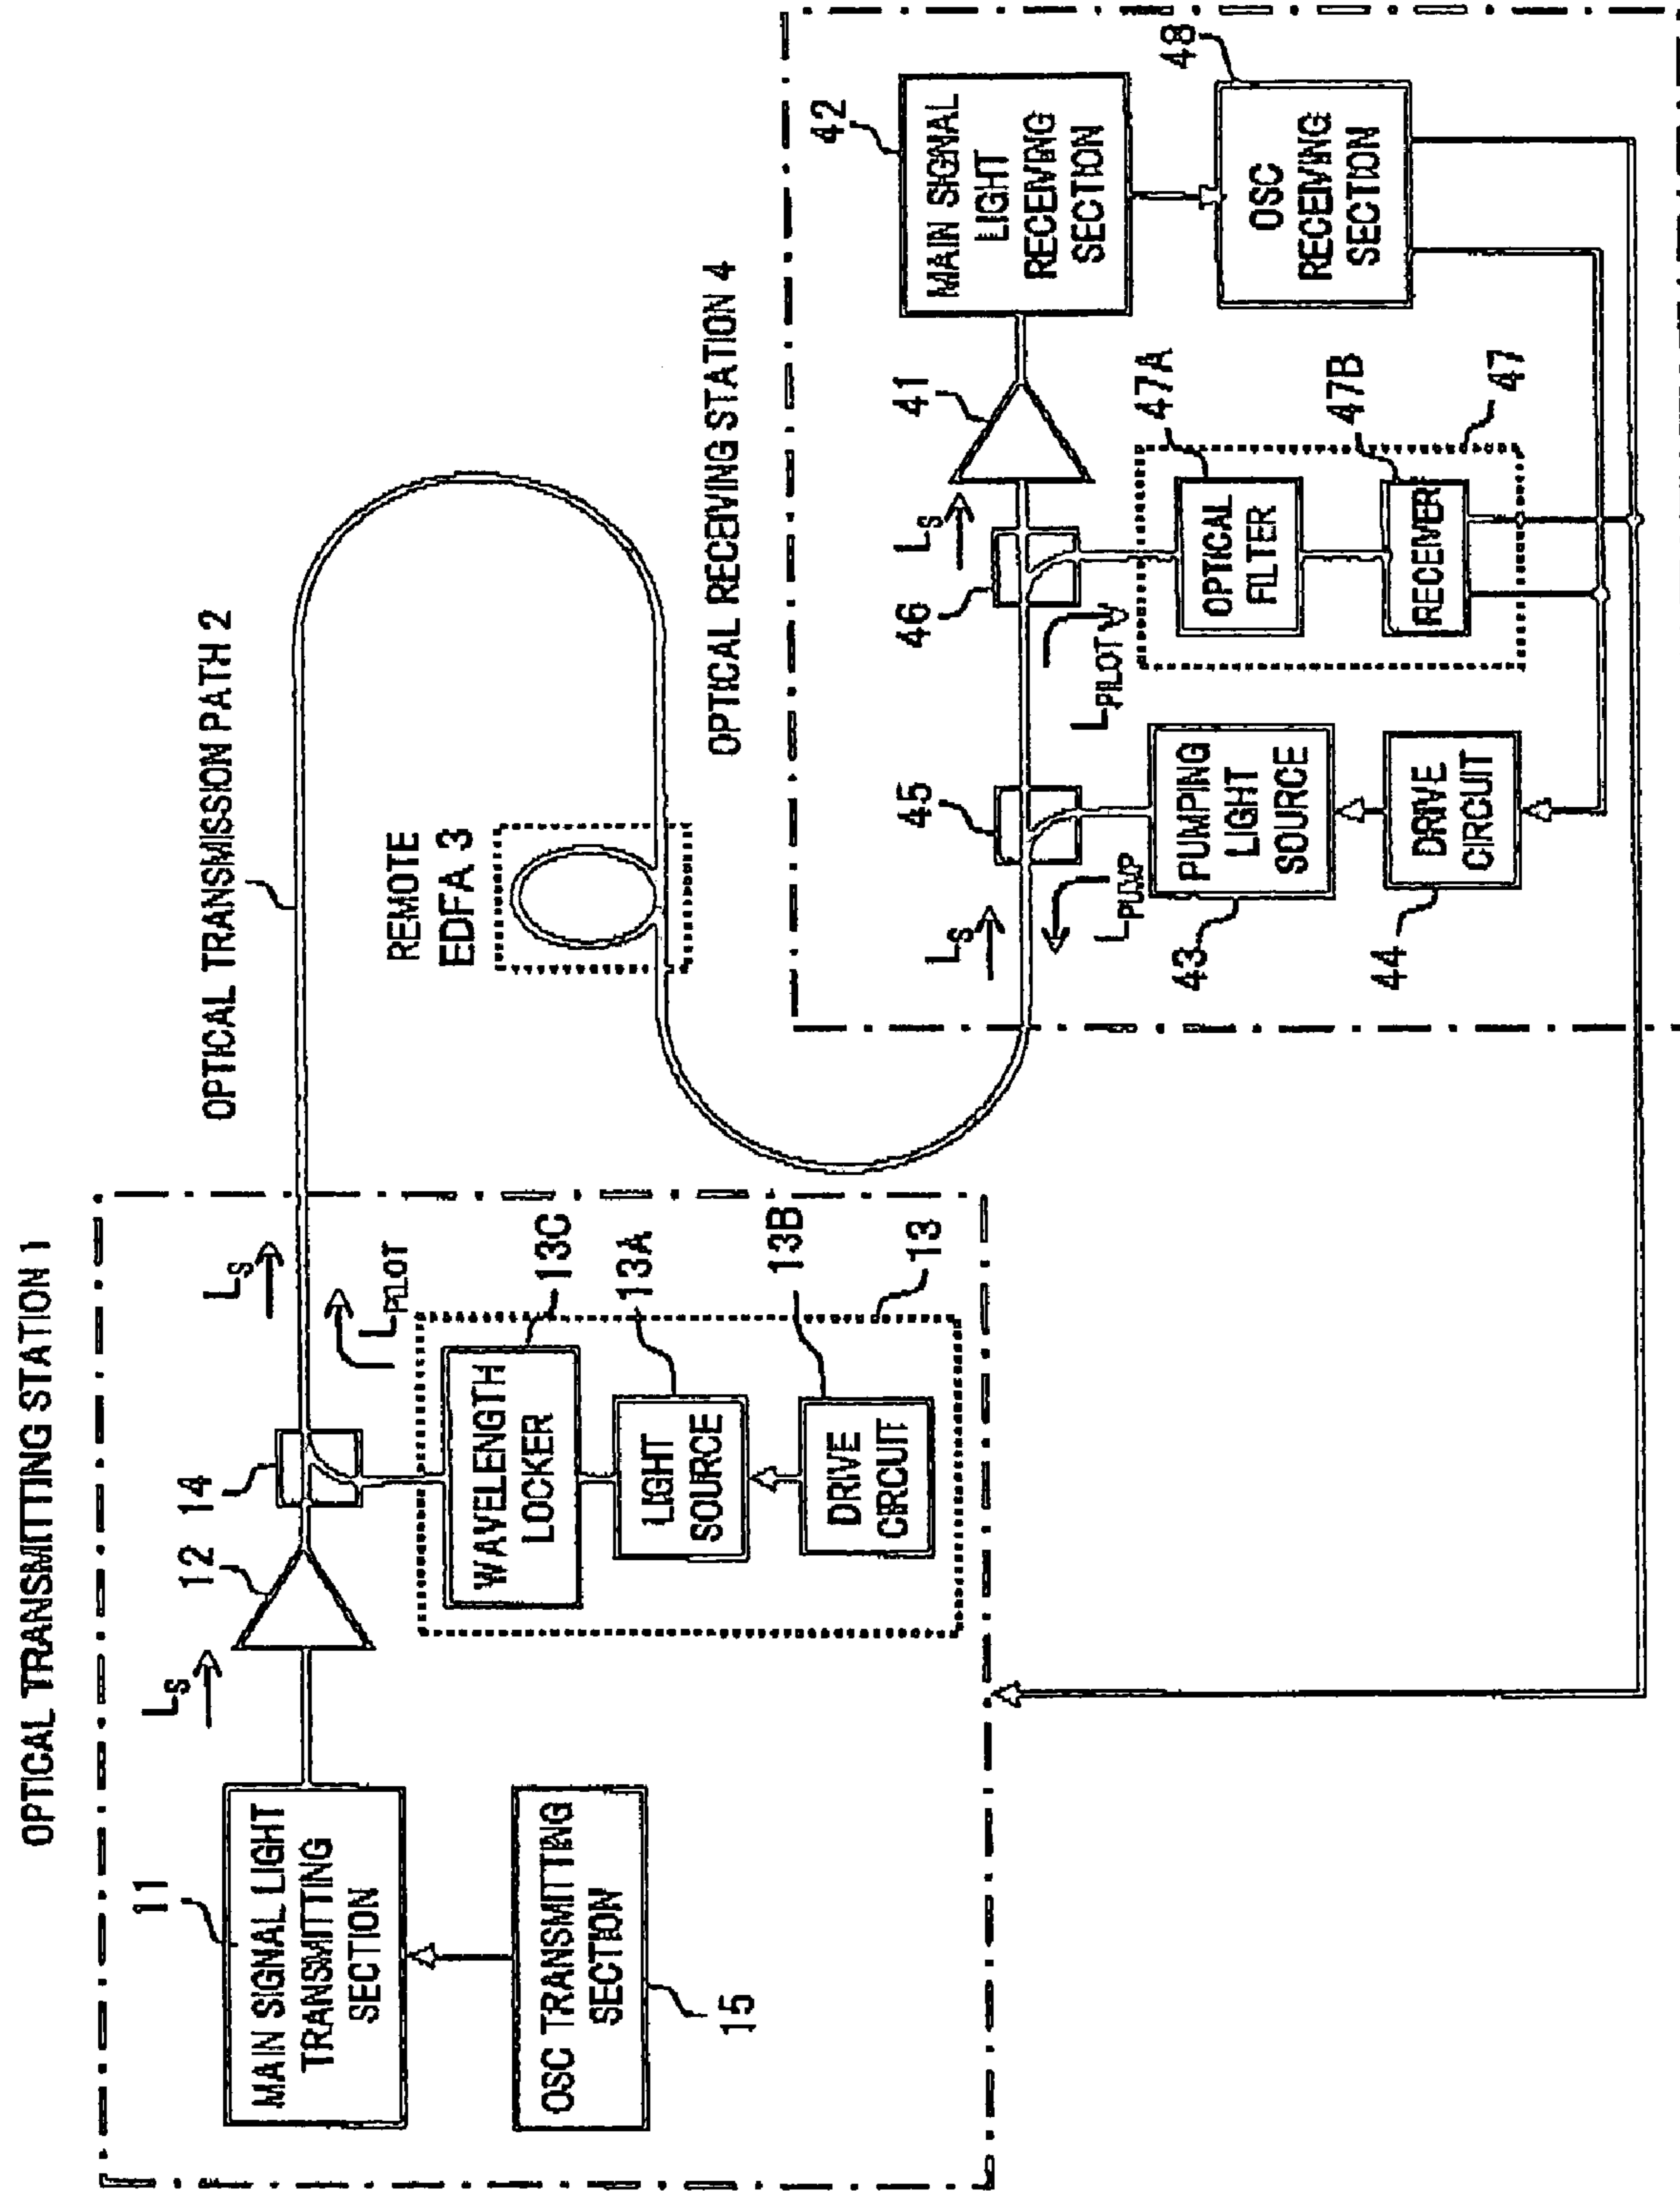 OPTICAL TRANSMITTING STATION 1
11
MAIN SIGNAL LIGHT
TRANSMITTING
SECTION
OSC TRANSMITTING
SECTION
15
LS
12
14
LS
LPILOT
WAVELENGTH
LOCKER
13C
LIGHT
SOURCE
13A
DRIVE
CIRCUIT
13B
13
OPTICAL TRANSMISSION PATH 2
REMOTE
EDFA 3
OPTICAL RECEIVING STATION 4
LS
LPUMP
45
PUMPING
LIGHT
SOURCE
43
DRIVE
CIRCUIT
44
46
LS
LPILOT
OPTICAL
FILTER
47A
RECEIVER
47B
47
41
42
MAIN SIGNAL
LIGHT
RECEIVING
SECTION
48
OSC
RECEIVING
SECTION